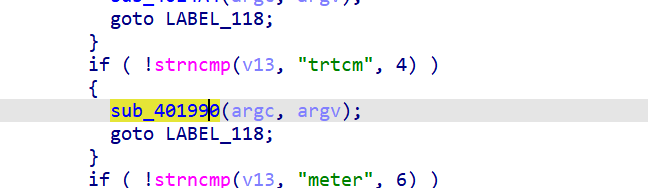 goto LABEL_118;
}
if ( !strncmp(v13, "trtcm", 4) )
{
sub_401990(argc, argv);
goto LABEL_118;
}
if ( !strncmp(v13, "meter", 6) )